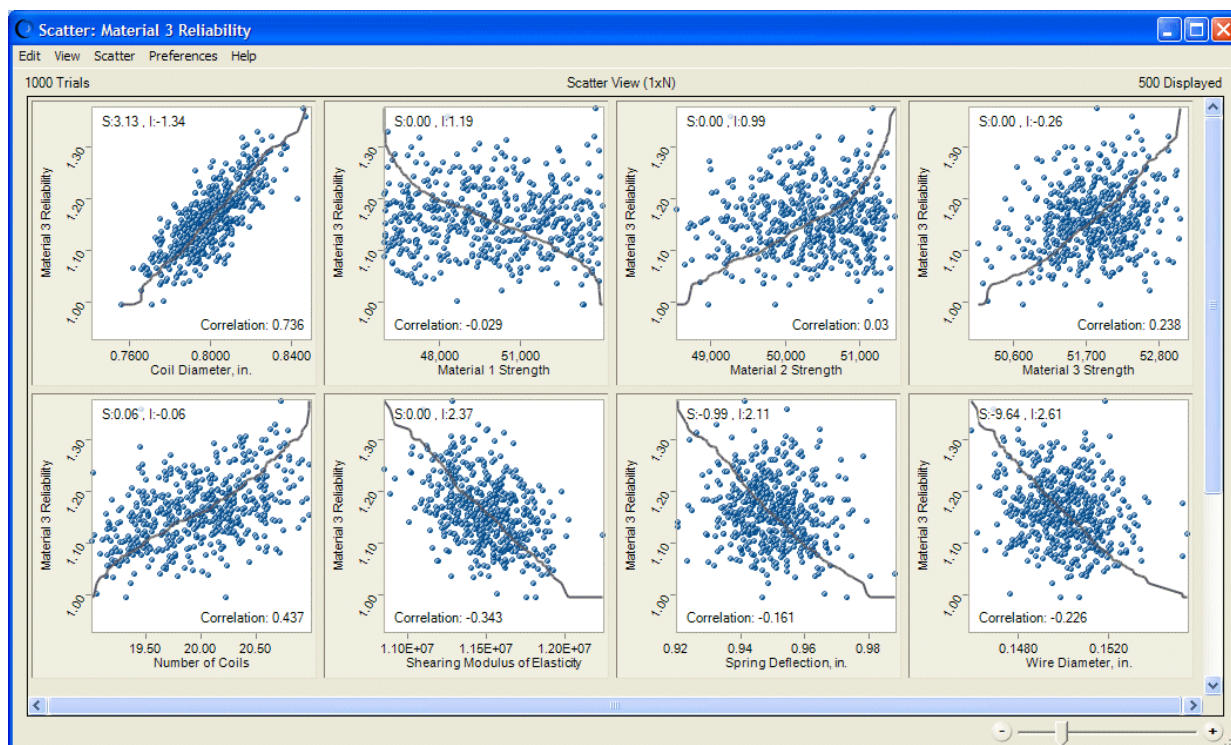 Scatter: Material 3 Reliability
Edit View Scatter Preferences Help
1000 Trials Scatter View (1xN) 500 Displayed
S:3.13 , I:-1.34
Material 3 Reliability
1.30
1.20
1.10
1.00
Correlation: 0.736
0.7600 0.8000 0.8400
Coil Diameter, in.
S:0.00 , I:1.19
Material 3 Reliability
1.30
1.20
1.10
1.00
Correlation: -0.029
48,000 51,000
Material 1 Strength
S:0.00 , I:0.99
Material 3 Reliability
1.30
1.20
1.10
1.00
Correlation: 0.03
49,000 50,000 51,000
Material 2 Strength
S:0.00 , I:-0.26
Material 3 Reliability
1.30
1.20
1.10
1.00
Correlation: 0.238
50,600 51,700 52,800
Material 3 Strength
S:0.06 , I:-0.06
Material 3 Reliability
1.30
1.20
1.10
1.00
Correlation: 0.437
19.50 20.00 20.50
Number of Coils
S:0.00 , I:2.37
Material 3 Reliability
1.30
1.20
1.10
1.00
Correlation: -0.343
1.10E+07 1.15E+07 1.20E+07
Shearing Modulus of Elasticity
S:-0.99 , I:2.11
Material 3 Reliability
1.30
1.20
1.10
1.00
Correlation: -0.161
0.92 0.94 0.96 0.98
Spring Deflection, in.
S:-9.64 , I:2.61
Material 3 Reliability
1.30
1.20
1.10
1.00
Correlation: -0.226
0.1480 0.1520
Wire Diameter, in.